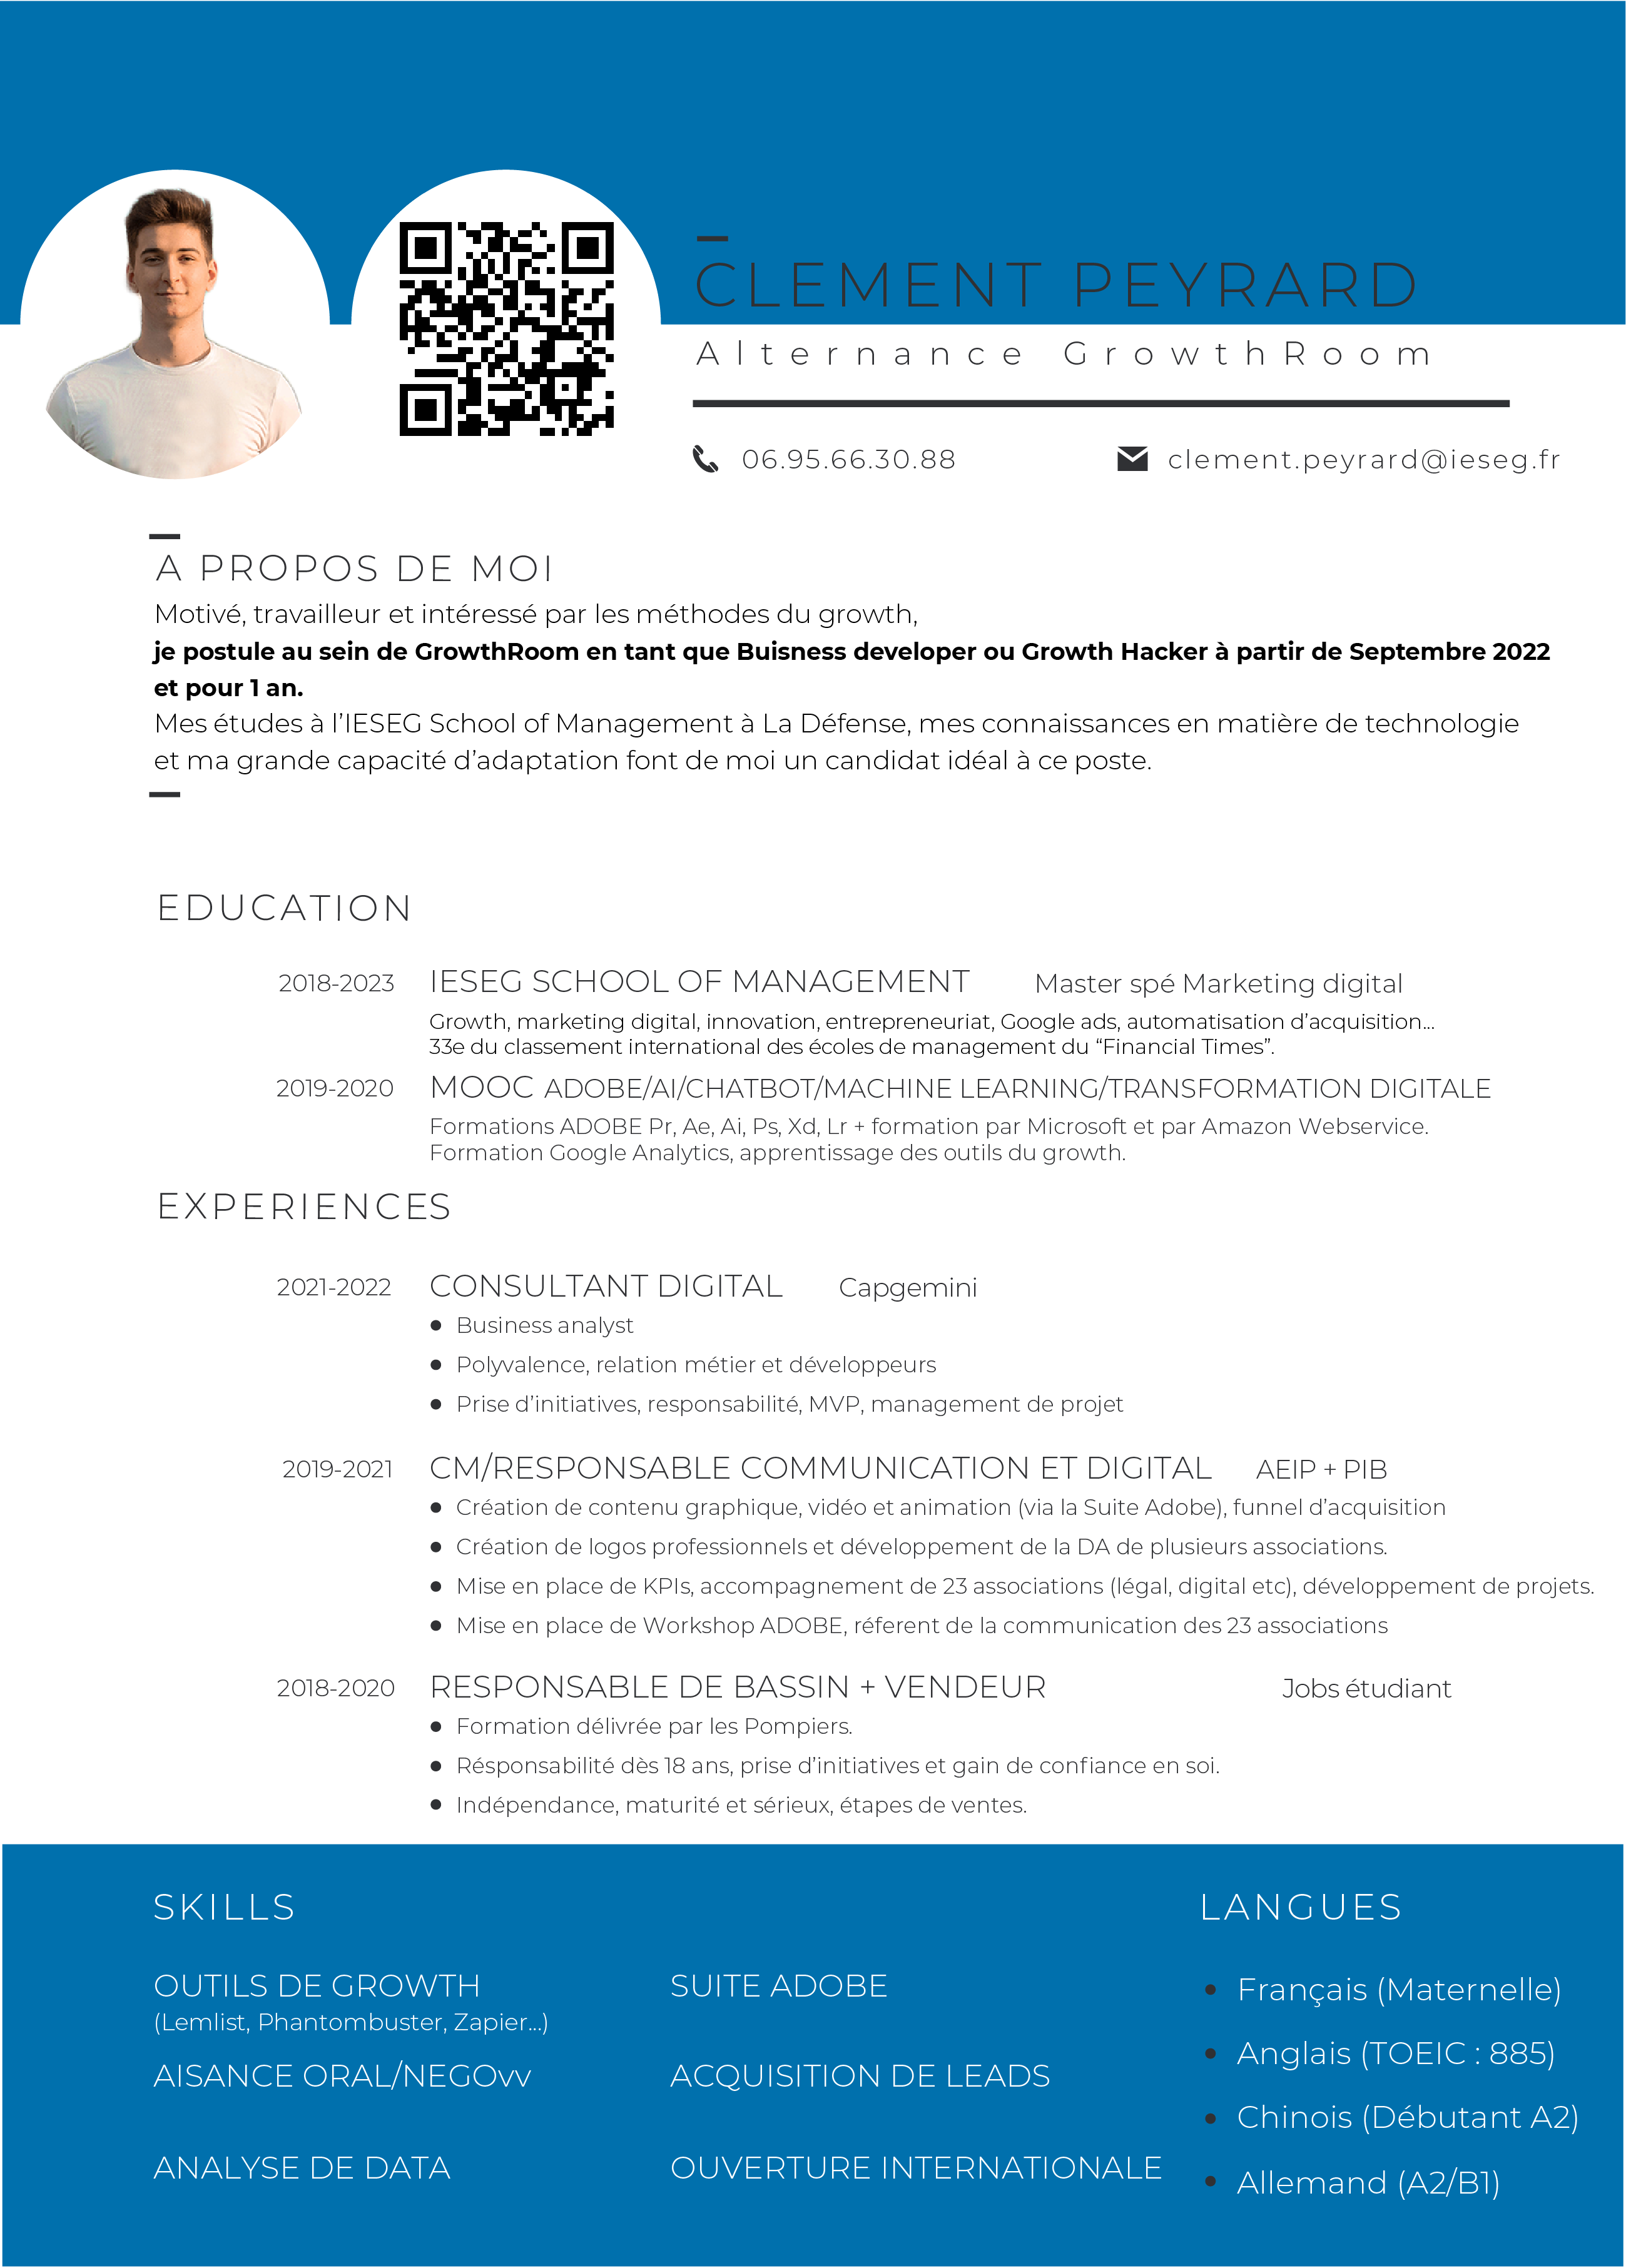 CLEMENT PEYRARD
Alternance GrowthRoom
06.95.66.30.88
clement.peyrard@ieseg.fr
A PROPOS DE MOI
Motivé, travailleur et intéressé par les méthodes du growth,
je postule au sein de GrowthRoom en tant que Buisness developer ou Growth Hacker à partir de Septembre 2022
et pour 1 an.
Mes études à l’IESEG School of Management à La Défense, mes connaissances en matière de technologie
et ma grande capacité d’adaptation font de moi un candidat idéal à ce poste.
EDUCATION
2018-2023 IESEG SCHOOL OF MANAGEMENT Master spé Marketing digital
Growth, marketing digital, innovation, entrepreneuriat, Google ads, automatisation d’acquisition...
33e du classement international des écoles de management du “Financial Times”.
2019-2020 MOOC ADOBE/AI/CHATBOT/MACHINE LEARNING/TRANSFORMATION DIGITALE
Formations ADOBE Pr, Ae, Ai, Ps, Xd, Lr + formation par Microsoft et par Amazon Webservice.
Formation Google Analytics, apprentissage des outils du growth.
EXPERIENCES
2021-2022 CONSULTANT DIGITAL Capgemini
• Business analyst
• Polyvalence, relation métier et développeurs
• Prise d’initiatives, responsabilité, MVP, management de projet
2019-2021 CM/RESPONSABLE COMMUNICATION ET DIGITAL AEIP + PIB
• Création de contenu graphique, vidéo et animation (via la Suite Adobe), funnel d’acquisition
• Création de logos professionnels et développement de la DA de plusieurs associations.
• Mise en place de KPIs, accompagnement de 23 associations (légal, digital etc), développement de projets.
• Mise en place de Workshop ADOBE, réferent de la communication des 23 associations
2018-2020 RESPONSABLE DE BASSIN + VENDEUR Jobs étudiant
• Formation délivrée par les Pompiers.
• Résponsabilité dès 18 ans, prise d’initiatives et gain de confiance en soi.
• Indépendance, maturité et sérieux, étapes de ventes.
SKILLS
OUTILS DE GROWTH
(Lemlist, Phantombuster, Zapier...)
AISANCE ORAL/NEGOvv
ANALYSE DE DATA
SUITE ADOBE
ACQUISITION DE LEADS
OUVERTURE INTERNATIONALE
LANGUES
• Français (Maternelle)
• Anglais (TOEIC : 885)
• Chinois (Débutant A2)
• Allemand (A2/B1)